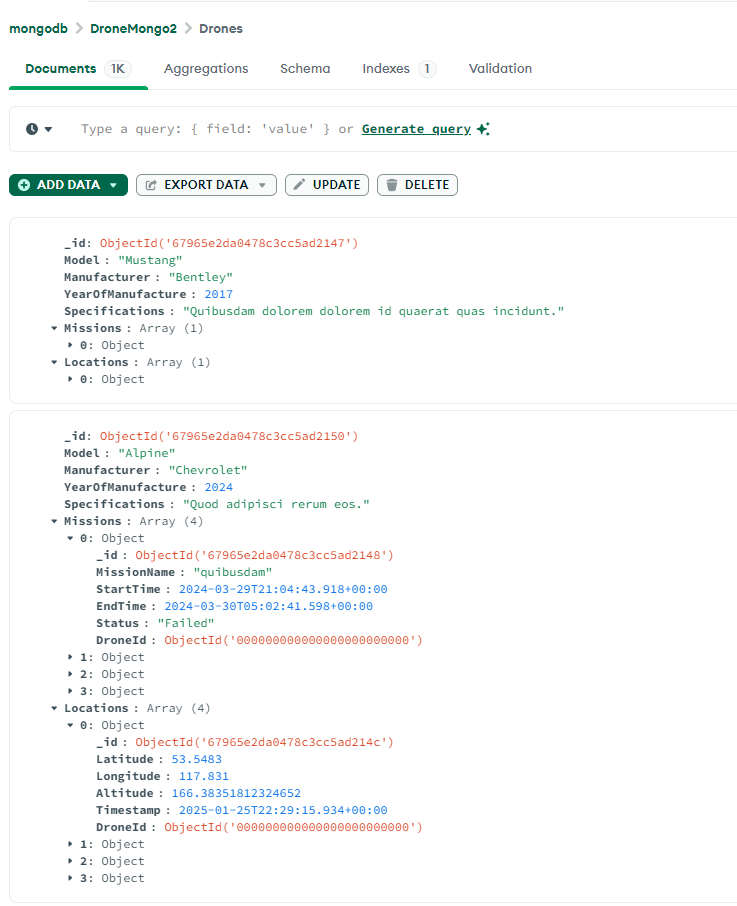 mongodb > DroneMongo2 > Drones
Documents 1K Aggregations Schema Indexes 1 Validation
Type a query: { field: 'value' } or Generate query
ADD DATA EXPORT DATA UPDATE DELETE
_id: ObjectId('67965e2da0478c3cc5ad2147')
Model : "Mustang"
Manufacturer : "Bentley"
YearOfManufacture : 2017
Specifications : "Quibusdam dolorem dolorem id quaerat quas incidunt."
Missions : Array (1)
0: Object
Locations : Array (1)
0: Object
_id: ObjectId('67965e2da0478c3cc5ad2150')
Model : "Alpine"
Manufacturer : "Chevrolet"
YearOfManufacture : 2024
Specifications : "Quod adipisci rerum eos."
Missions : Array (4)
0: Object
_id : ObjectId('67965e2da0478c3cc5ad2148')
MissionName : "quibusdam"
StartTime : 2024-03-29T21:04:43.918+00:00
EndTime : 2024-03-30T05:02:41.598+00:00
Status : "Failed"
DroneId : ObjectId('000000000000000000000000')
1: Object
2: Object
3: Object
Locations : Array (4)
0: Object
_id : ObjectId('67965e2da0478c3cc5ad214c')
Latitude : 53.5483
Longitude : 117.831
Altitude : 166.38351812324652
Timestamp : 2025-01-25T22:29:15.934+00:00
DroneId : ObjectId('000000000000000000000000')
1: Object
2: Object
3: Object